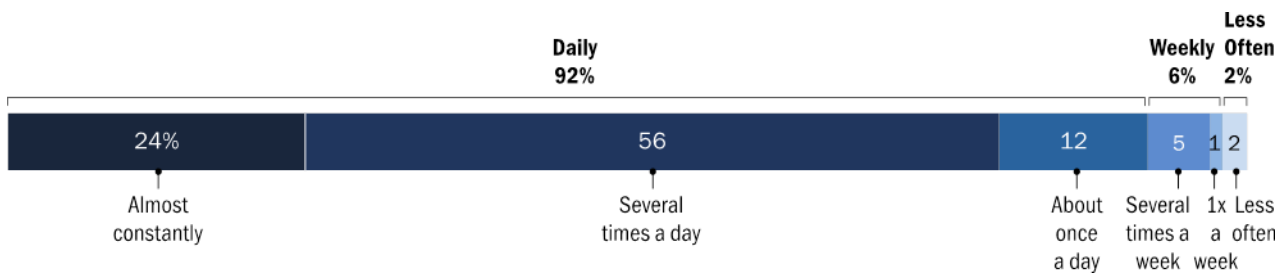 Daily
92%
Weekly
6%
Less
Often
2%
24%
56
12
5
1
2
Almost
constantly
Several
times a day
About
once
a day
Several
times a
week
1x
a
week
Less
often